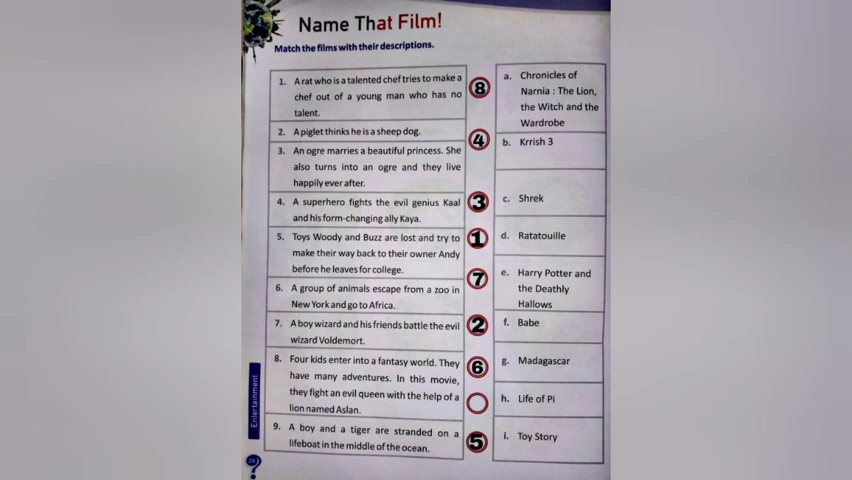 Name That Film!
Match the films with their descriptions.
1. A rat who is a talented chef tries to make a
chef out of a young man who has no
talent.
2. A piglet thinks he is a sheep dog.
3. An ogre marries a beautiful princess. She
also turns into an ogre and they live
happily ever after.
4. A superhero fights the evil genius Kaal
and his form-changing ally Kaya.
5. Toys Woody and Buzz are lost and try to
make their way back to their owner Andy
before he leaves for college.
6. A group of animals escape from a zoo in
New York and go to Africa.
7. A boy wizard and his friends battle the evil
wizard Voldemort.
8. Four kids enter into a fantasy world. They
have many adventures. In this movie,
they fight an evil queen with the help of a
lion named Aslan.
9. A boy and a tiger are stranded on a
lifeboat in the middle of the ocean.
8
4
3
1
7
2
6
5
a. Chronicles of
Narnia : The Lion,
the Witch and the
Wardrobe
b. Krrish 3
c. Shrek
d. Ratatouille
e. Harry Potter and
the Deathly
Hallows
f. Babe
g. Madagascar
h. Life of Pi
i. Toy Story
Entertainment
?